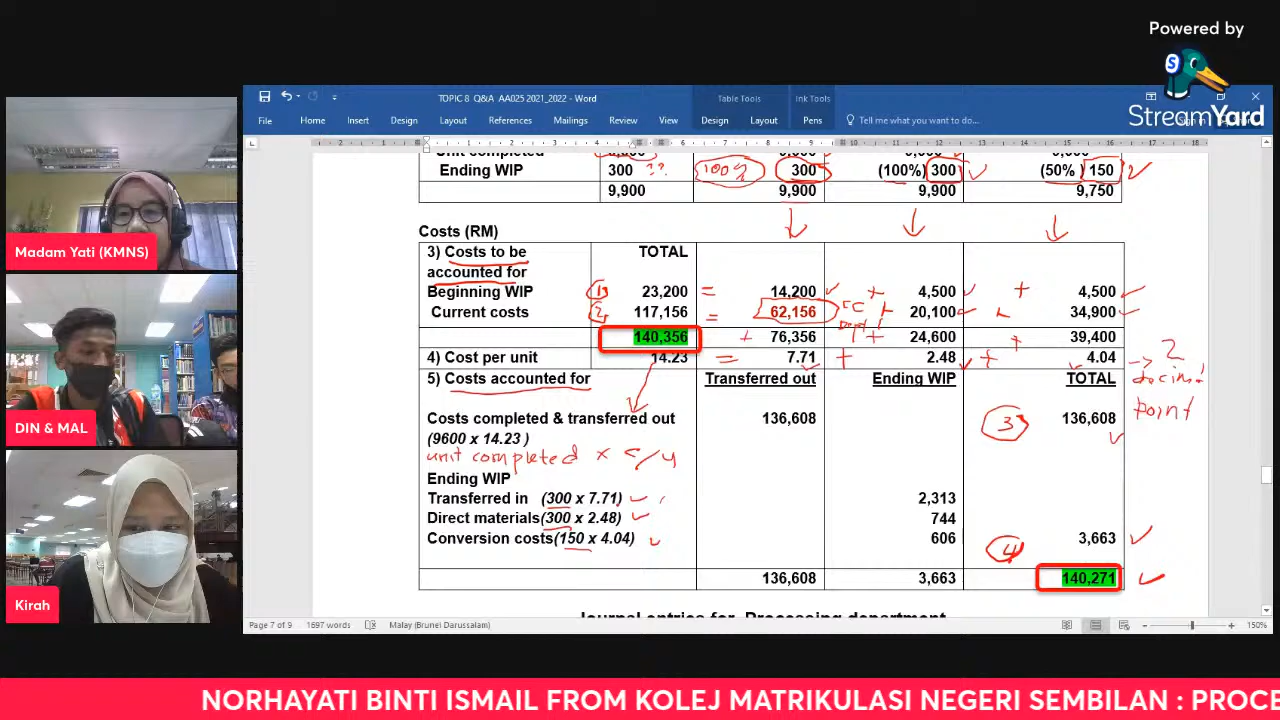 Powered by
StreamYard
TOPIC 8 Q&A AA025 2021_2022 - Word
Table Tools
Ink Tools
File Home Insert Design Layout References Mailings Review View Design Layout Pens Tell me what you want to do...
Ending WIP 300 ?? 100% 300 (100%) 300 (50%) 150
9,900 9,900 9,900 9,750
Costs (RM)
3) Costs to be TOTAL
accounted for
Beginning WIP 1) 23,200 = 14,200 + 4,500 + 4,500
Current costs 2) 117,156 = 62,156 20,100 34,900
140,356 + 76,356 + 24,600 + 39,400
4) Cost per unit 14.23 = 7.71 + 2.48 + 4.04
→ 2
decimal
point
5) Costs accounted for Transferred out Ending WIP TOTAL
Costs completed & transferred out 136,608 3 136,608
(9600 x 14.23 )
unit completed x c/u
Ending WIP
Transferred in (300 x 7.71) 2,313
Direct materials(300 x 2.48) 744
Conversion costs(150 x 4.04) 606 3,663
4
136,608 3,663 140,271
Journal entries for Processing department
Page 7 of 9 1697 words Malay (Brunei Darussalam) 150%
Madam Yati (KMNS)
DIN & MAL
Kirah
NORHAYATI BINTI ISMAIL FROM KOLEJ MATRIKULASI NEGERI SEMBILAN : PROCE